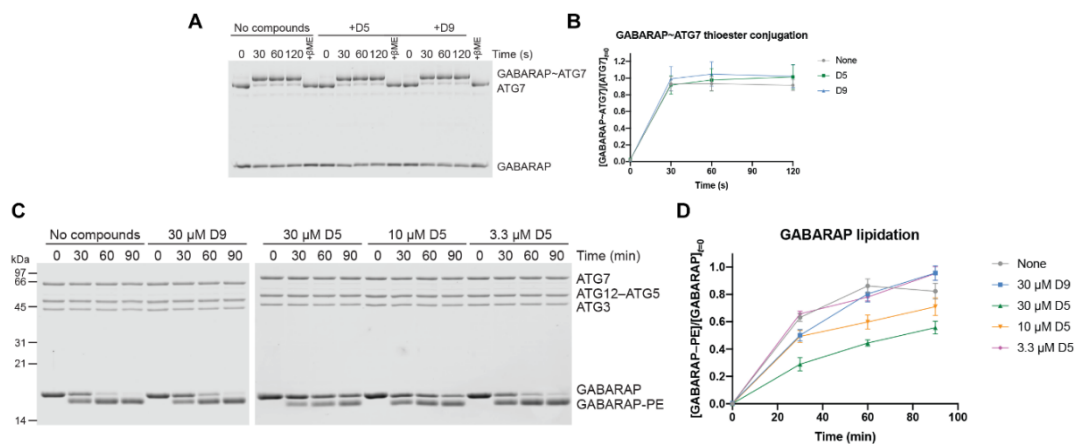 A
No compounds +D5 +D9
0 30 60 120 +βME 0 30 60 120 +βME 0 30 60 120 +βME Time (s)
GABARAP~ATG7
ATG7
GABARAP
B
GABARAP~ATG7 thioester conjugation
[GABARAP~ATG7]/[ATG7]t=0
1.2
1.0
0.8
0.6
0.4
0.2
0.0
0 30 60 90 120
Time (s)
None
D5
D9
C
No compounds 30 µM D9 30 µM D5 10 µM D5 3.3 µM D5
0 30 60 90 0 30 60 90 0 30 60 90 0 30 60 90 0 30 60 90 Time (min)
kDa
97
66
45
31
21
14
ATG7
ATG12–ATG5
ATG3
GABARAP
GABARAP-PE
D
GABARAP lipidation
[GABARAP–PE]/[GABARAP]t=0
1.0
0.8
0.6
0.4
0.2
0.0
0 20 40 60 80 100
Time (min)
None
30 µM D9
30 µM D5
10 µM D5
3.3 µM D5